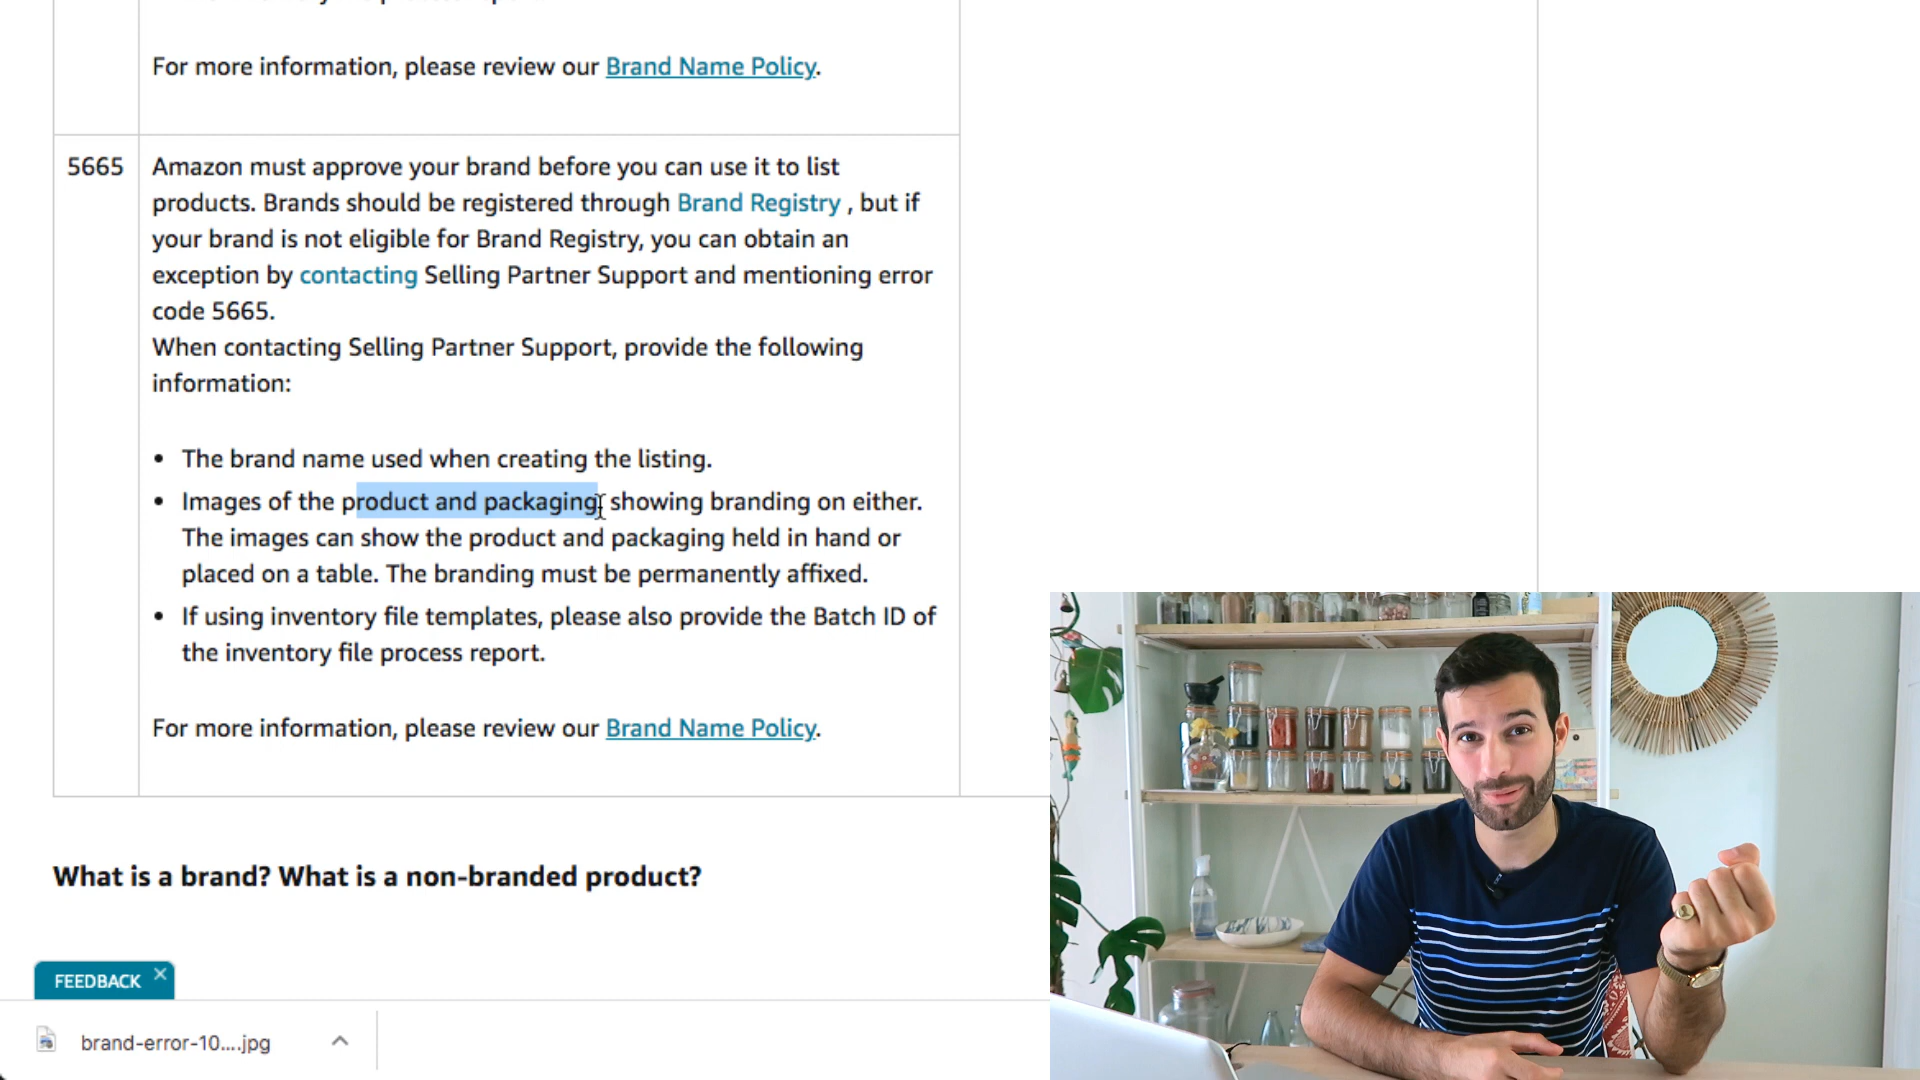 For more information, please review our Brand Name Policy.
5665
Amazon must approve your brand before you can use it to list
products. Brands should be registered through Brand Registry , but if
your brand is not eligible for Brand Registry, you can obtain an
exception by contacting Selling Partner Support and mentioning error
code 5665.
When contacting Selling Partner Support, provide the following
information:
• The brand name used when creating the listing.
• Images of the product and packaging, showing branding on either.
The images can show the product and packaging held in hand or
placed on a table. The branding must be permanently affixed.
• If using inventory file templates, please also provide the Batch ID of
the inventory file process report.
For more information, please review our Brand Name Policy.
What is a brand? What is a non-branded product?
FEEDBACK
brand-error-10....jpg